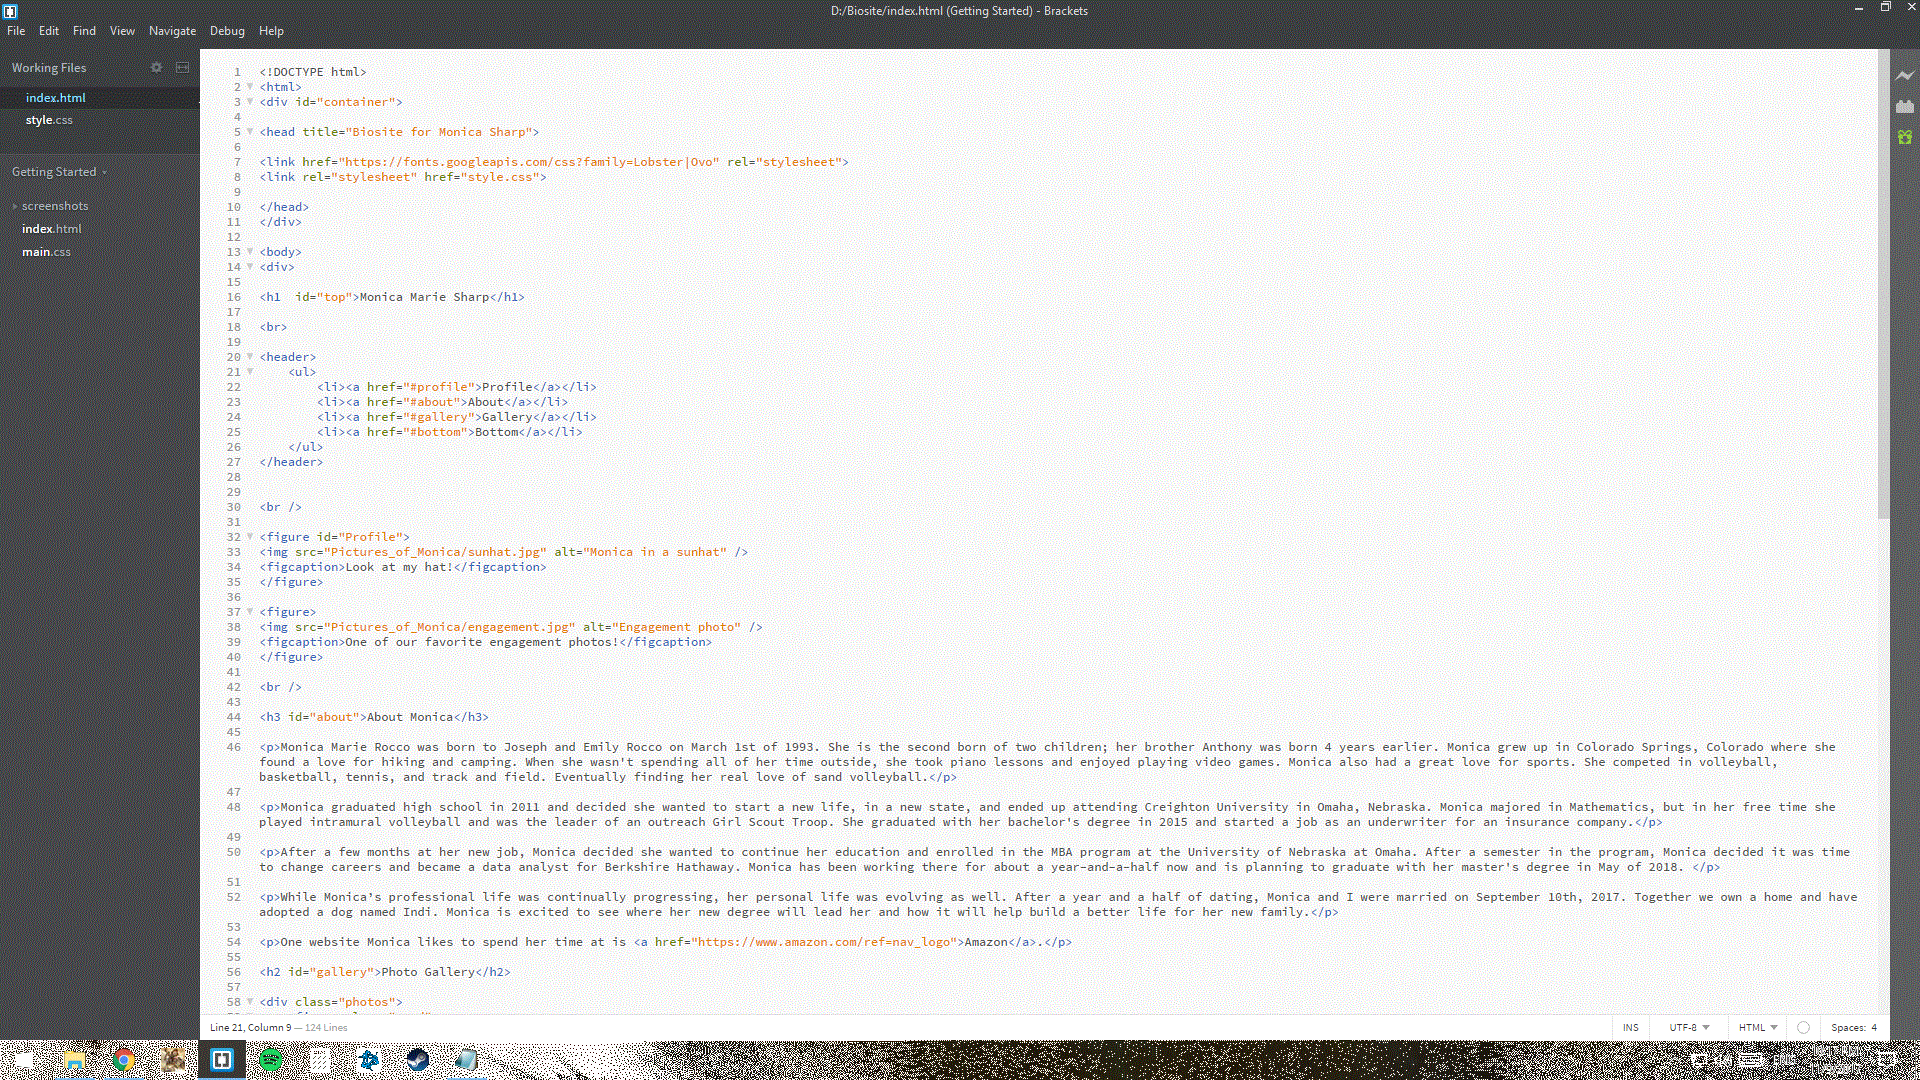 D:/Biosite/index.html (Getting Started) - Brackets
File Edit Find View Navigate Debug Help
Working Files
index.html
style.css
Getting Started
screenshots
index.html
main.css
1 <!DOCTYPE html>
2 <html>
3 <div id="container">
4
5 <head title="Biosite for Monica Sharp">
6
7 <link href="https://fonts.googleapis.com/css?family=Lobster|Ovo" rel="stylesheet">
8 <link rel="stylesheet" href="style.css">
9
10 </head>
11 </div>
12
13 <body>
14 <div>
15
16 <h1  id="top">Monica Marie Sharp</h1>
17
18 <br>
19
20 <header>
21     <ul>
22         <li><a href="#profile">Profile</a></li>
23         <li><a href="#about">About</a></li>
24         <li><a href="#gallery">Gallery</a></li>
25         <li><a href="#bottom">Bottom</a></li>
26     </ul>
27 </header>
28
29
30 <br />
31
32 <figure id="Profile">
33 <img src="Pictures_of_Monica/sunhat.jpg" alt="Monica in a sunhat" />
34 <figcaption>Look at my hat!</figcaption>
35 </figure>
36
37 <figure>
38 <img src="Pictures_of_Monica/engagement.jpg" alt="Engagement photo" />
39 <figcaption>One of our favorite engagement photos!</figcaption>
40 </figure>
41
42 <br />
43
44 <h3 id="about">About Monica</h3>
45
46 <p>Monica Marie Rocco was born to Joseph and Emily Rocco on March 1st of 1993. She is the second born of two children; her brother Anthony was born 4 years earlier. Monica grew up in Colorado Springs, Colorado where she
found a love for hiking and camping. When she wasn't spending all of her time outside, she took piano lessons and enjoyed playing video games. Monica also had a great love for sports. She competed in volleyball,
basketball, tennis, and track and field. Eventually finding her real love of sand volleyball.</p>
47
48 <p>Monica graduated high school in 2011 and decided she wanted to start a new life, in a new state, and ended up attending Creighton University in Omaha, Nebraska. Monica majored in Mathematics, but in her free time she
played intramural volleyball and was the leader of an outreach Girl Scout Troop. She graduated with her bachelor's degree in 2015 and started a job as an underwriter for an insurance company.</p>
49
50 <p>After a few months at her new job, Monica decided she wanted to continue her education and enrolled in the MBA program at the University of Nebraska at Omaha. After a semester in the program, Monica decided it was time
to change careers and became a data analyst for Berkshire Hathaway. Monica has been working there for about a year-and-a-half now and is planning to graduate with her master's degree in May of 2018. </p>
51
52 <p>While Monica’s professional life was continually progressing, her personal life was evolving as well. After a year and a half of dating, Monica and I were married on September 10th, 2017. Together we own a home and have
adopted a dog named Indi. Monica is excited to see where her new degree will lead her and how it will help build a better life for her new family.</p>
53
54 <p>One website Monica likes to spend her time at is <a href="https://www.amazon.com/ref=nav_logo">Amazon</a>.</p>
55
56 <h2 id="gallery">Photo Gallery</h2>
57
58 <div class="photos">
Line 21, Column 9 — 124 Lines
INS UTF-8 HTML Spaces: 4